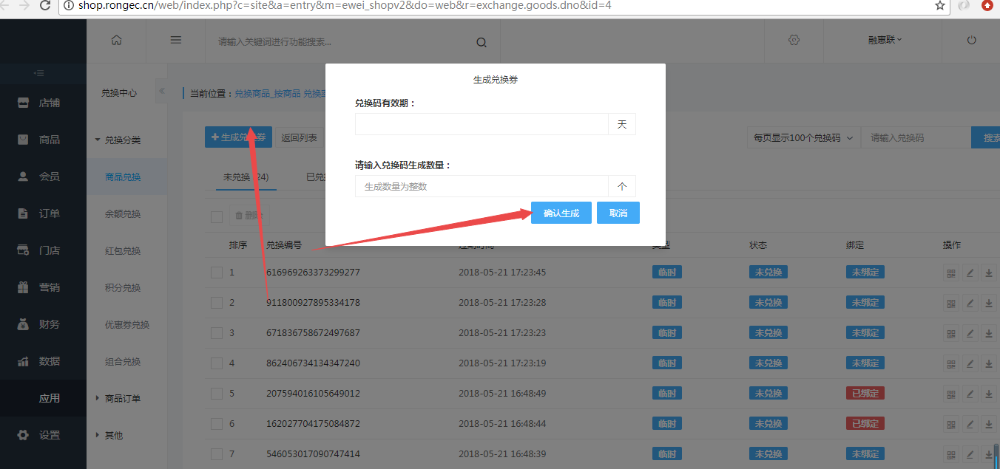 shop.rongec.cn/web/index.php?c=site&a=entry&m=ewei_shopv2&do=web&r=exchange.goods.dno&id=4
请输入关键词进行功能搜索...
融惠联
店铺
商品
会员
订单
门店
营销
财务
数据
应用
设置
兑换中心
兑换分类
商品兑换
余额兑换
红包兑换
积分兑换
优惠券兑换
组合兑换
商品订单
其他
当前位置：兑换商品_按商品
生成兑换券
返回列表
每页显示100个兑换码
请输入兑换码
搜索
未兑换 24)
已兑
删除
生成兑换券
兑换码有效期：
天
请输入兑换码生成数量：
生成数量为整数
个
确认生成
取消
排序 兑换编号 过期时间 类型 状态 绑定 操作
1 616969263373299277 2018-05-21 17:23:45 临时 未兑换 未绑定
2 911800927895334178 2018-05-21 17:23:28 临时 未兑换 未绑定
3 671836758672497687 2018-05-21 17:23:23 临时 未兑换 未绑定
4 862406734134347240 2018-05-21 17:23:19 临时 未兑换 未绑定
5 207594016105649012 2018-05-21 16:48:49 临时 未兑换 已绑定
6 162027704175084872 2018-05-21 16:48:44 临时 未兑换 已绑定
7 546053017090747414 2018-05-21 16:48:39 临时 未兑换 未绑定